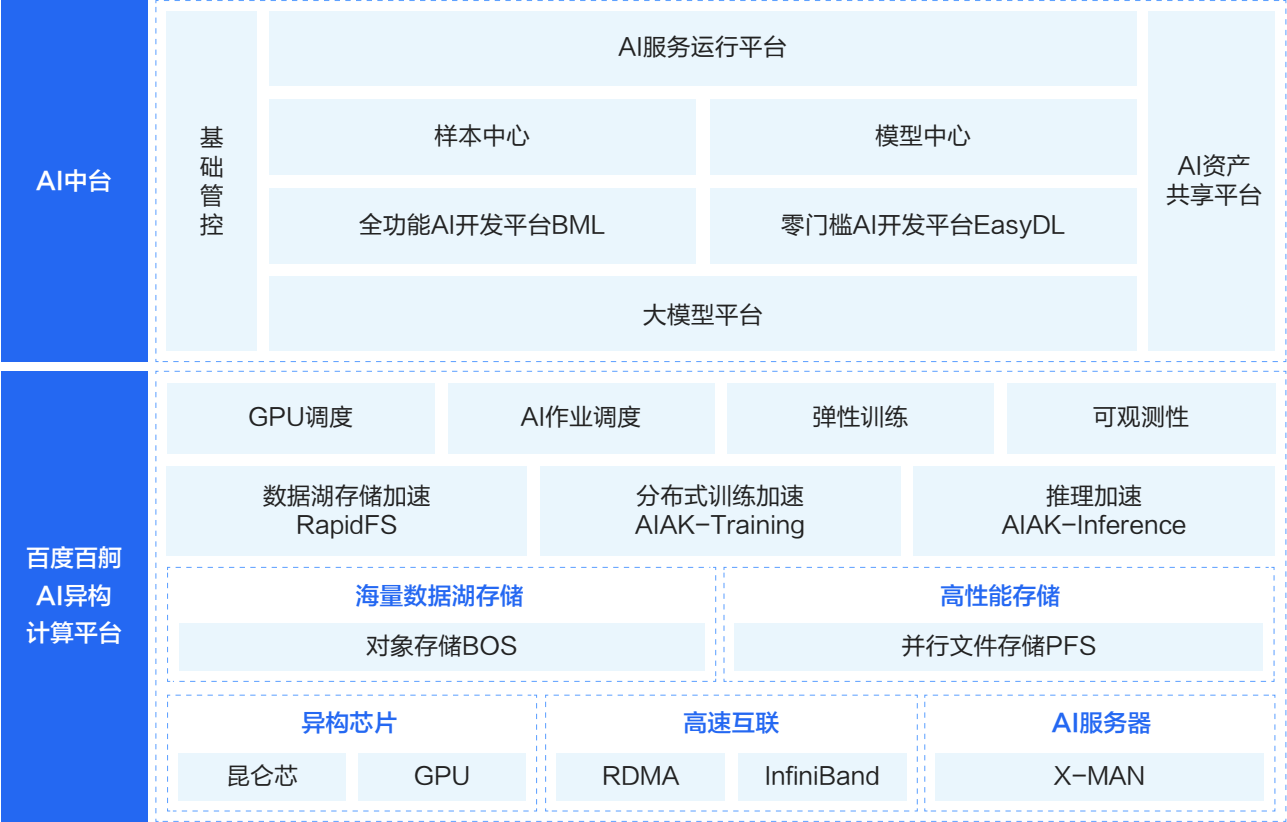 AI中台
基
础
管
控
AI服务运行平台
样本中心
模型中心
全功能AI开发平台BML
零门槛AI开发平台EasyDL
大模型平台
AI资产
共享平台
百度百舸
AI异构
计算平台
GPU调度
AI作业调度
弹性训练
可观测性
数据湖存储加速
RapidFS
分布式训练加速
AIAK-Training
推理加速
AIAK-Inference
海量数据湖存储
对象存储BOS
高性能存储
并行文件存储PFS
异构芯片
昆仑芯
GPU
高速互联
RDMA
InfiniBand
AI服务器
X-MAN